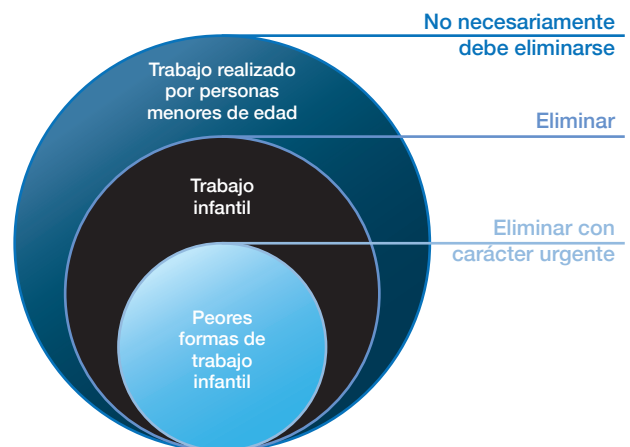 No necesariamente
debe eliminarse
Trabajo realizado
por personas
menores de edad
Eliminar
Trabajo
infantil
Eliminar con
carácter urgente
Peores
formas de
trabajo
infantil